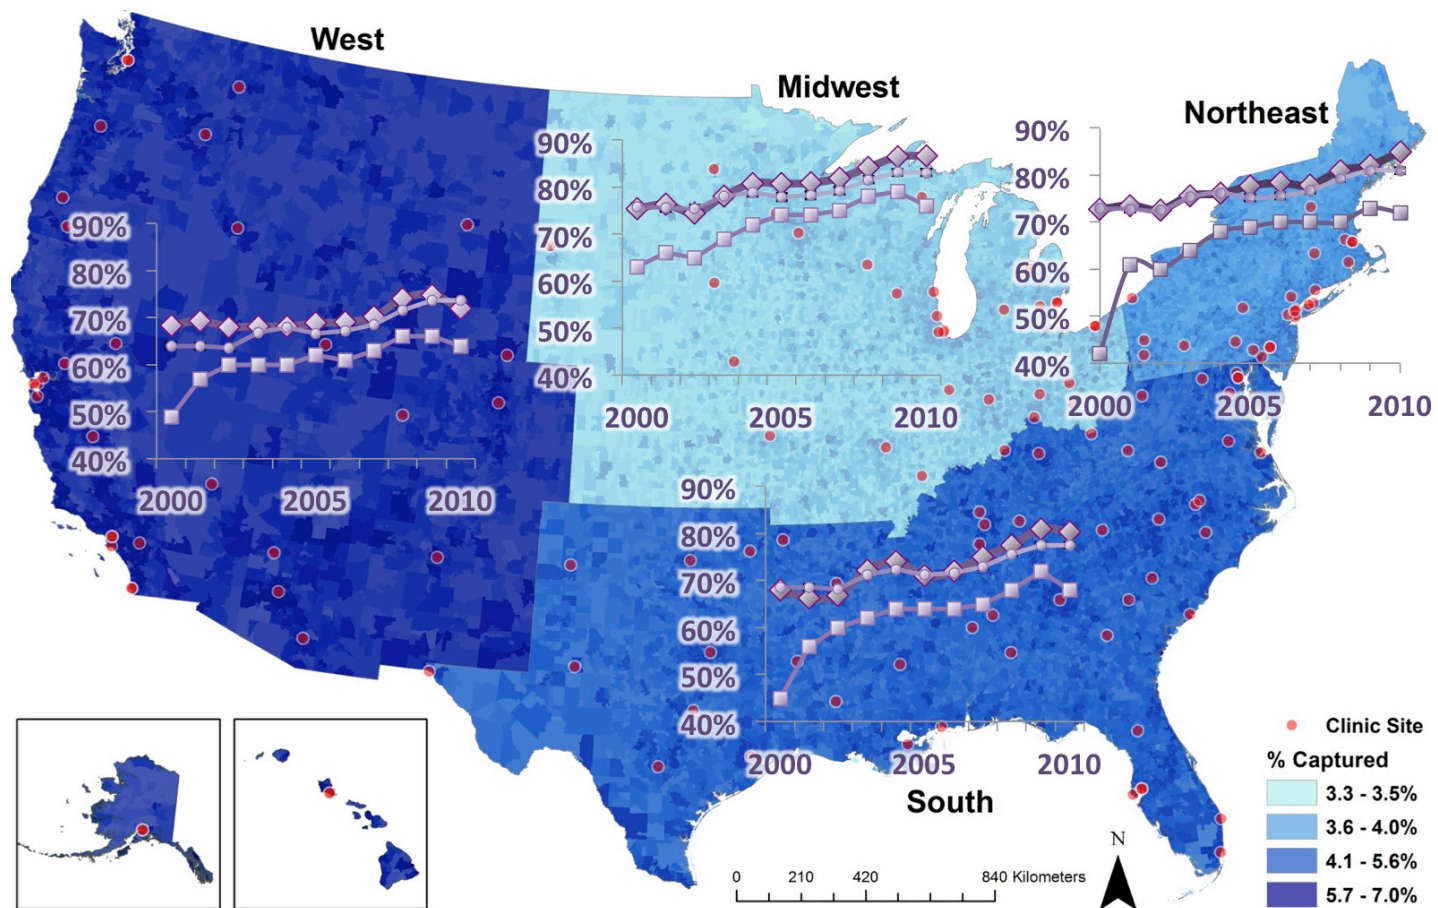 West
Midwest
Northeast
90%
80%
70%
60%
50%
40%
2000 2005 2010
90%
80%
70%
60%
50%
40%
2000 2005 2010
90%
80%
70%
60%
50%
40%
2000 2005 2010
90%
80%
70%
60%
50%
40%
2000 2005 2010
South
N
0 210 420 840 Kilometers
Clinic Site
% Captured
3.3 - 3.5%
3.6 - 4.0%
4.1 - 5.6%
5.7 - 7.0%